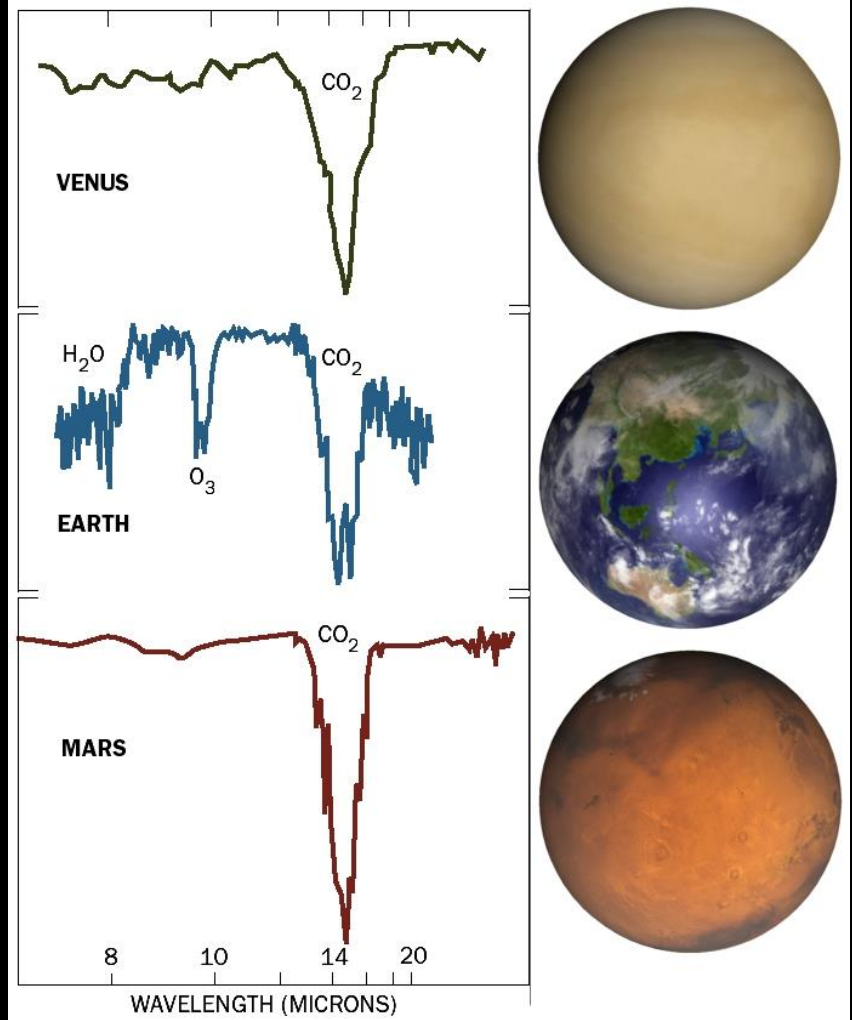 CO₂
VENUS
H₂O
CO₂
O₃
EARTH
CO₂
MARS
8 10 14 20
WAVELENGTH (MICRONS)